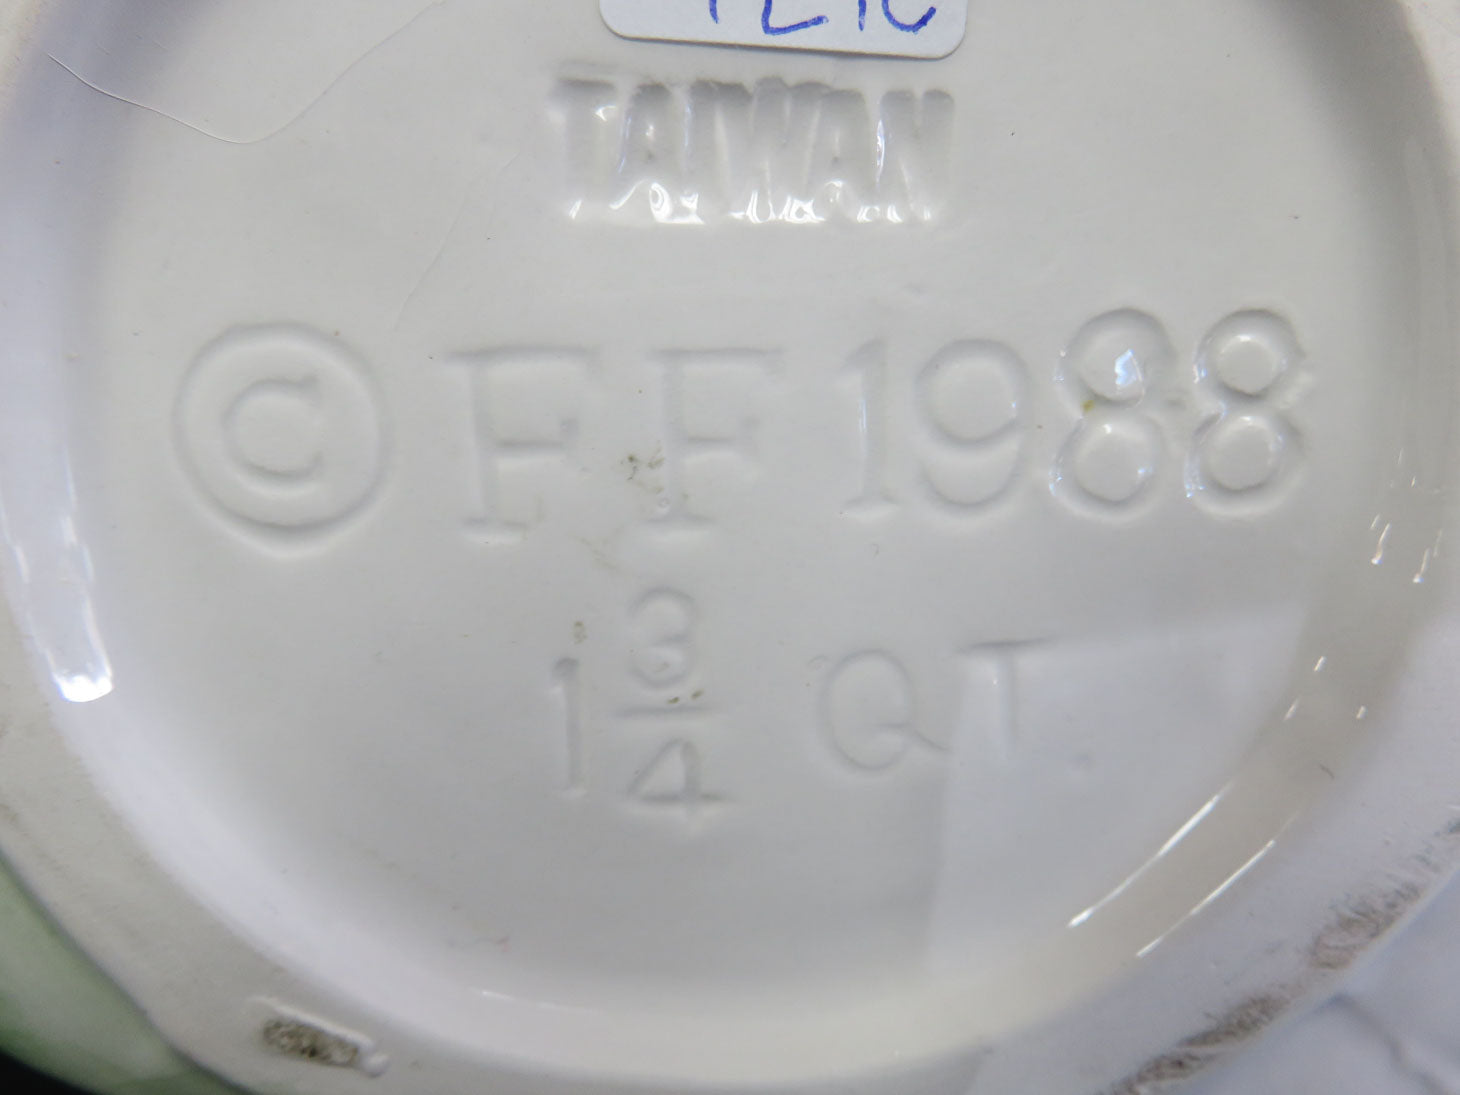 TAIWAN
© FF 1988
1 3/4 QT.